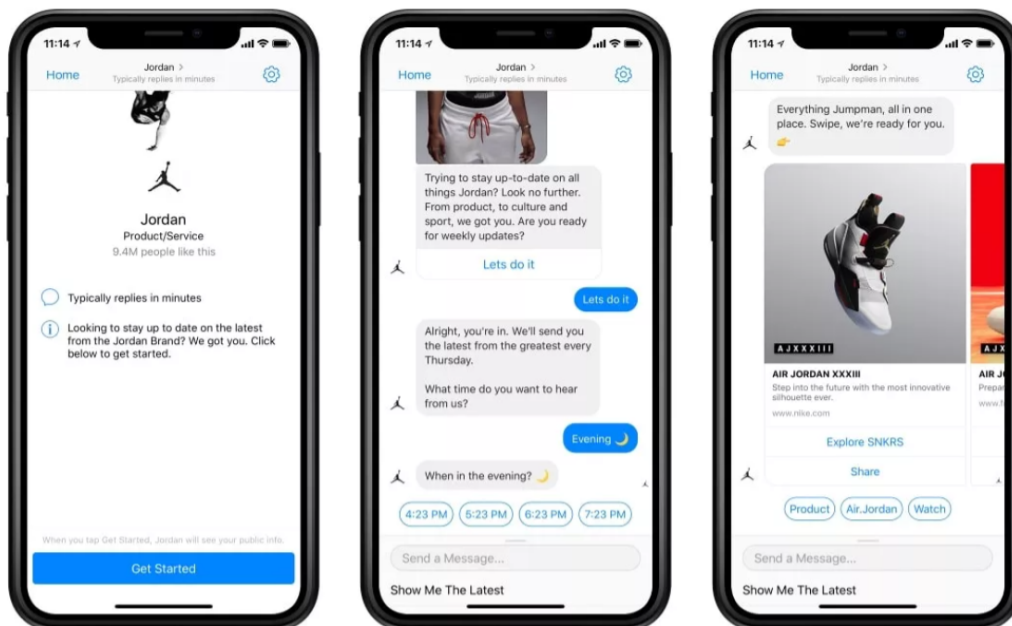 11:14
Home
Jordan >
Typically replies in minutes
Jordan
Product/Service
9.4M people like this
Typically replies in minutes
Looking to stay up to date on the latest
from the Jordan Brand? We got you. Click
below to get started.
When you tap Get Started, Jordan will see your public info.
Get Started
11:14
Home
Jordan >
Typically replies in minutes
Trying to stay up-to-date on all
things Jordan? Look no further.
From product, to culture and
sport, we got you. Are you ready
for weekly updates?
Lets do it
Lets do it
Alright, you're in. We'll send you
the latest from the greatest every
Thursday.
What time do you want to hear
from us?
Evening 🌙
When in the evening? 🌙
4:23 PM 5:23 PM 6:23 PM 7:23 PM
Send a Message...
Show Me The Latest
11:14
Home
Jordan >
Typically replies in minutes
Everything Jumpman, all in one
place. Swipe, we're ready for you.
👉
AJXXXIII
AJX
AIR JORDAN XXXIII
Step into the future with the most innovative
silhouette ever.
www.nike.com
AIR J
Prepar
Explore SNKRS
Share
Product Air.Jordan Watch
Send a Message...
Show Me The Latest